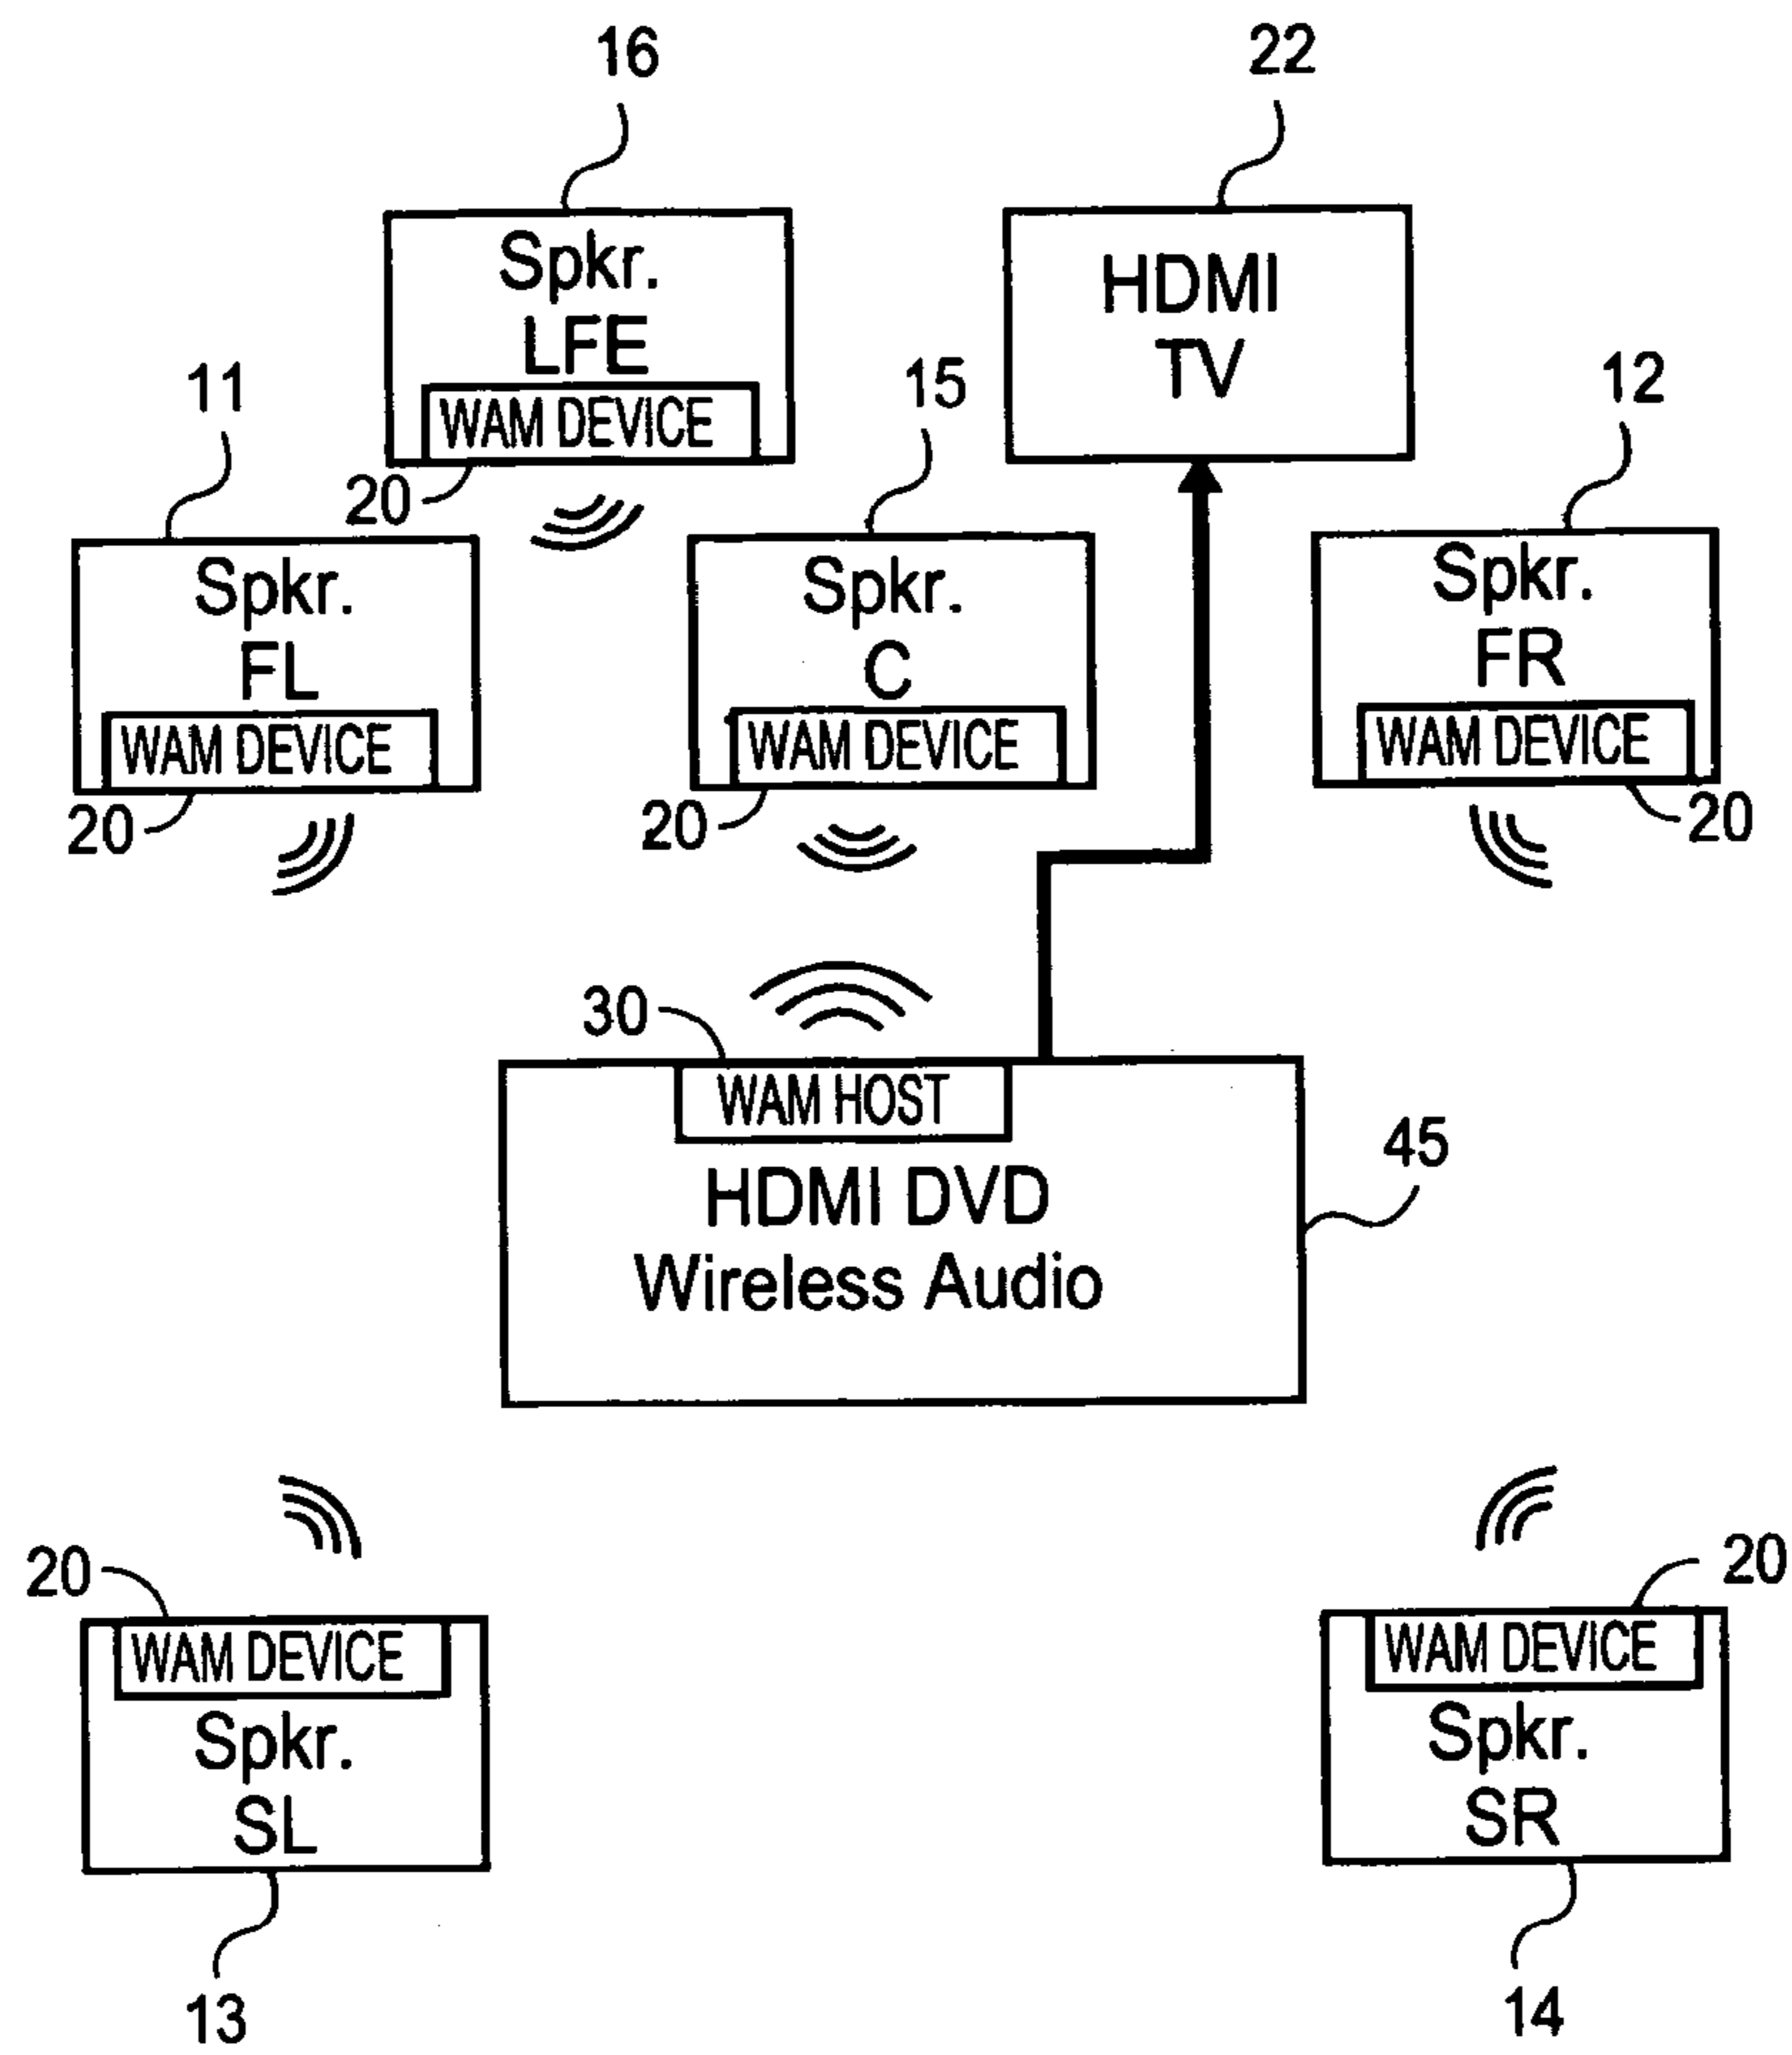 16
22
Spkr.
LFE
WAM DEVICE
20
HDMI
TV
11
15
12
Spkr.
FL
WAM DEVICE
20
Spkr.
C
WAM DEVICE
20
Spkr.
FR
WAM DEVICE
20
30
WAM HOST
HDMI DVD
Wireless Audio
45
20
WAM DEVICE
Spkr.
SL
13
20
WAM DEVICE
Spkr.
SR
14